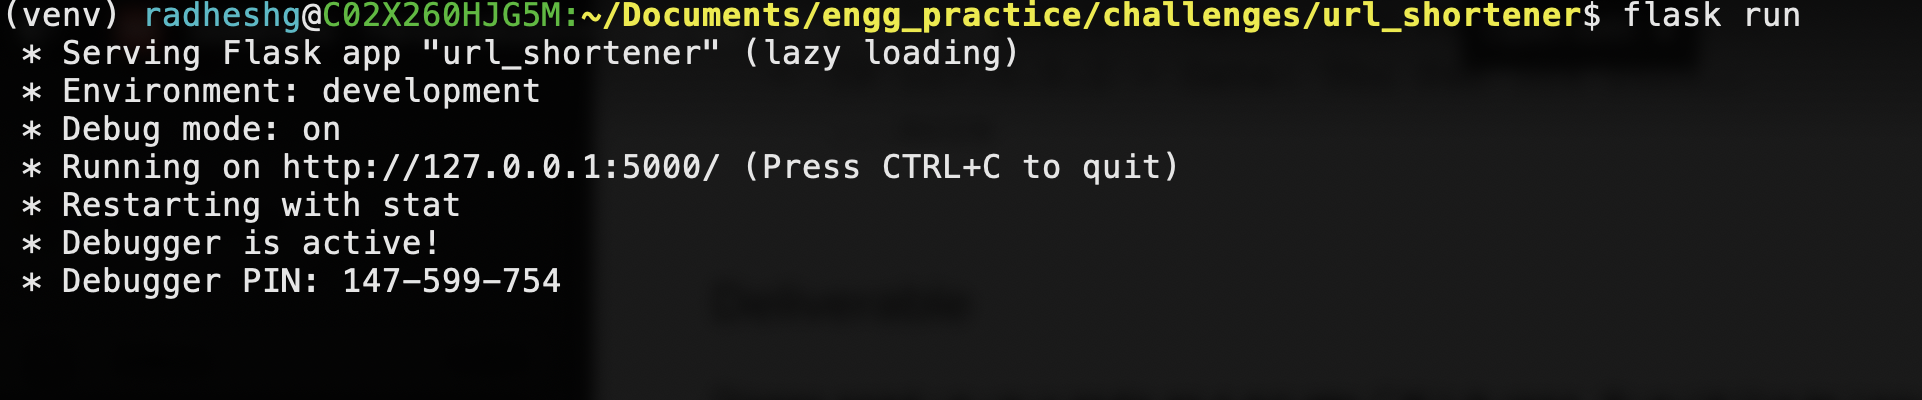 (venv) radheshg@C02X260HJG5M:~/Documents/engg_practice/challenges/url_shortener$ flask run
* Serving Flask app "url_shortener" (lazy loading)
* Environment: development
* Debug mode: on
* Running on http://127.0.0.1:5000/ (Press CTRL+C to quit)
* Restarting with stat
* Debugger is active!
* Debugger PIN: 147-599-754
Deliverable